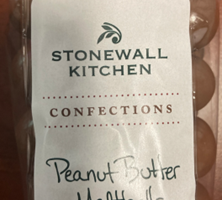 STONEWALL
KITCHEN
CONFECTIONS
Peanut Butter